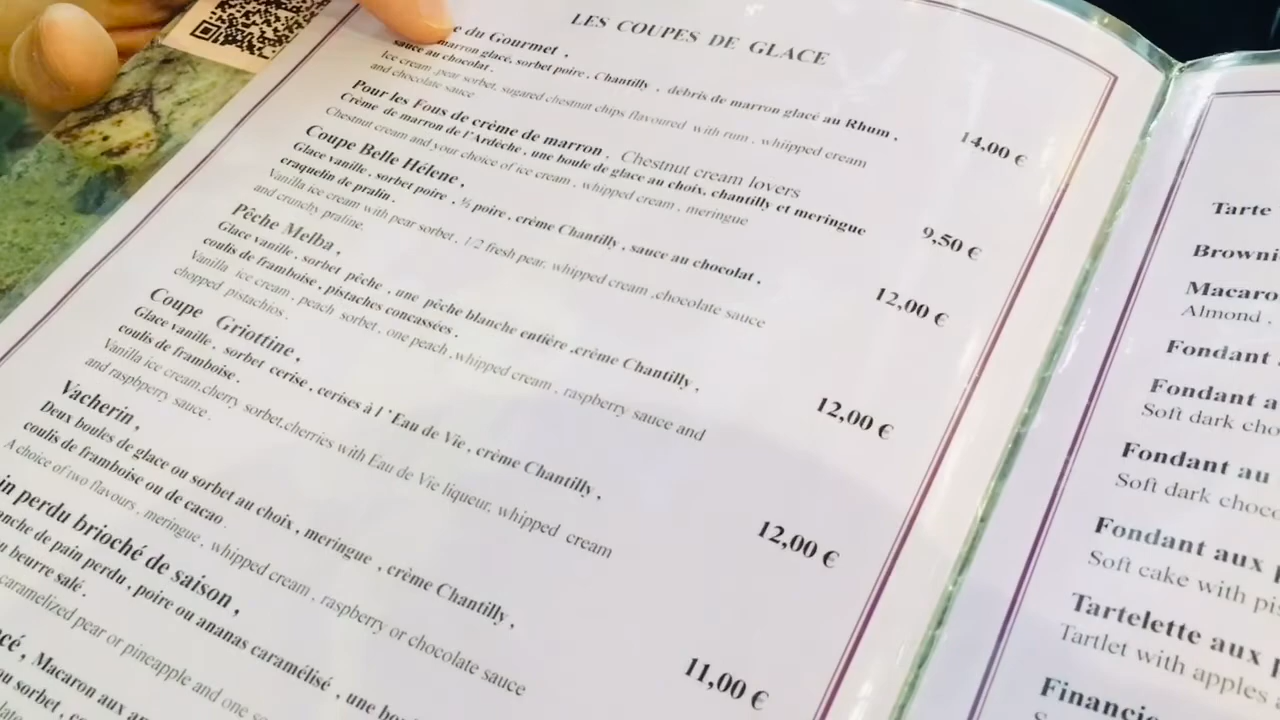 LES COUPES DE GLACE
e du Gourmet ,
marron glacé, sorbet poire , Chantilly , débris de marron glacé au Rhum ,
sauce au chocolat .
Ice cream ,pear sorbet, sugared chestnut chips flavoured with rum , whiipped cream
and chocolate sauce
14,00 €
Pour les Fous de crème de marron , Chestnut cream lovers
Crème de marron de l'Ardèche , une boule de glace au choix, chantilly et meringue
Chestnut cream and your choice of ice cream , whipped cream , meringue
9,50 €
Coupe Belle Hélene ,
Glace vanille , sorbet poire , ½ poire , crème Chantilly , sauce au chocolat ,
craquelin de pralin .
Vanilla ice cream with pear sorbet , 1/2 fresh pear, whipped cream ,chocolate sauce
and crunchy praline.
12,00 €
Pêche Melba ,
Glace vanille , sorbet pêche , une pêche blanche entière ,crème Chantilly ,
coulis de framboise , pistaches concassées .
Vanilla ice cream , peach sorbet , one peach ,whipped cream , raspberry sauce and
chopped pistachios .
12,00 €
Coupe Griottine ,
Glace vanille , sorbet cerise , cerises à l ' Eau de Vie , crème Chantilly ,
coulis de framboise .
Vanilla ice cream,cherry sorbet,cherries with Eau de Vie liqueur, whipped cream
and raspbperry sauce .
12,00 €
Vacherin ,
Deux boules de glace ou sorbet au choix , meringue , crème Chantilly ,
coulis de framboise ou de cacao .
A choice of two flavours , meringue , whipped cream , raspberry or chocolate sauce
11,00 €
in perdu brioché de saison ,
anche de pain perdu , poire ou ananas caramélisé , une bou
u beurre salé .
caramelized pear or pineapple and one s
cé , Macaron aux a
au sorbet , c
Tarte
Browni
Macaro
Almond ,
Fondant
Fondant a
Soft dark cho
Fondant au
Soft dark choc
Fondant aux p
Soft cake with pis
Tartelette aux p
Tartlet with apples
Financi